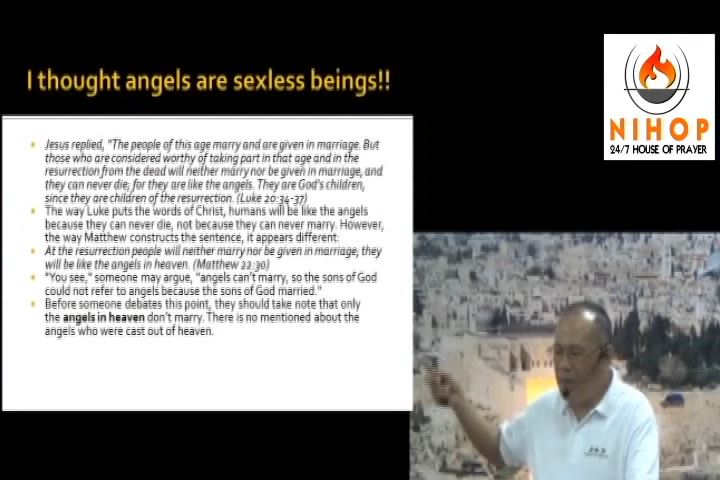 I thought angels are sexless beings!!
NIHOP
24/7 HOUSE OF PRAYER
Jesus replied, "The people of this age marry and are given in marriage. But
those who are considered worthy of taking part in that age and in the
resurrection from the dead will neither marry nor be given in marriage, and
they can never die; for they are like the angels. They are God's children,
since they are children of the resurrection. (Luke 20:34-37)
The way Luke puts the words of Christ, humans will be like the angels
because they can never die, not because they can never marry. However,
the way Matthew constructs the sentence, it appears different:
At the resurrection people will neither marry nor be given in marriage; they
will be like the angels in heaven. (Matthew 22:30)
"You see," someone may argue, "angels can't marry, so the sons of God
could not refer to angels because the sons of God married."
Before someone debates this point, they should take note that only
the angels in heaven don't marry. There is no mentioned about the
angels who were cast out of heaven.